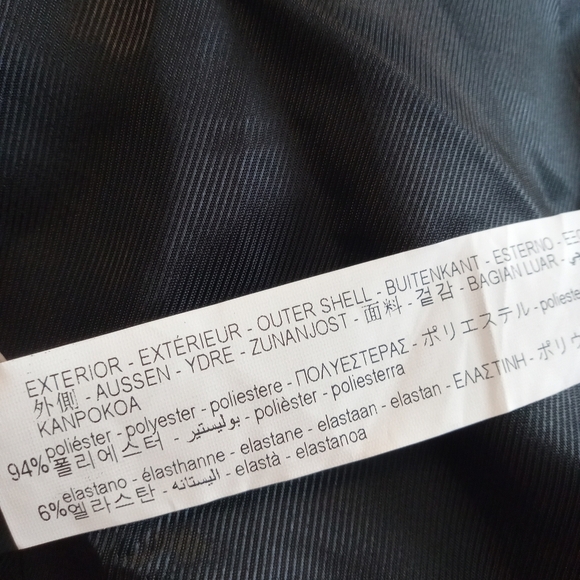 EXTERIOR - EXTÉRIEUR - OUTER SHELL - BUITENKANT - ESTERNO -
外側 - AUSSEN - YDRE - ZUNANJOST - 面料 - 겉감 - BAGIAN LUAR -
KANPOKOA
94% poliéster - polyester - poliestere - ΠΟΛΥΕΣΤΕΡΑΣ - ポリエステル -
폴리에스터 - بوليستير - polièster - poliesterra
6% elastano - élasthanne - elastane - elastaan - elastan - ΕΛΑΣΤΙΝΗ -
엘라스탄 - اليستانه - elastà - elastanoa